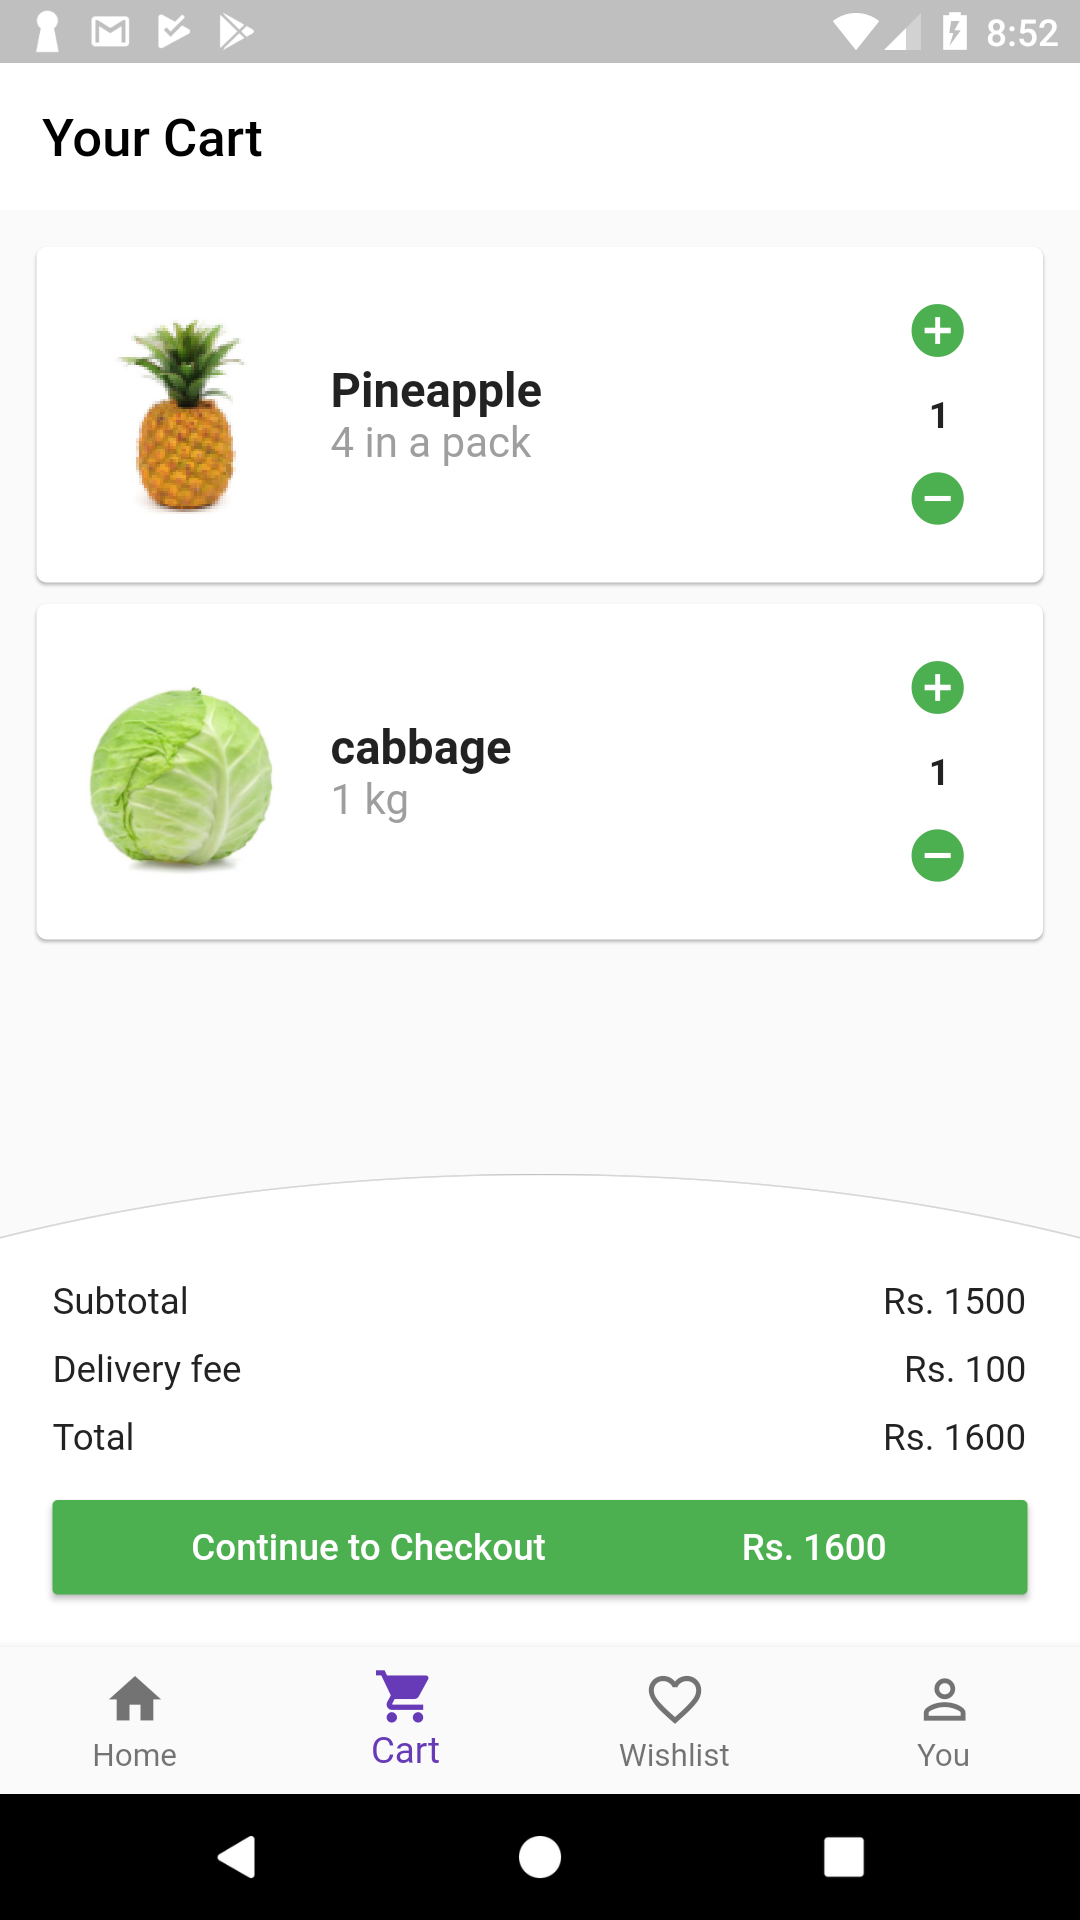 8:52
Your Cart
Pineapple
4 in a pack
1
cabbage
1 kg
1
Subtotal Rs. 1500
Delivery fee Rs. 100
Total Rs. 1600
Continue to Checkout Rs. 1600
Home Cart Wishlist You